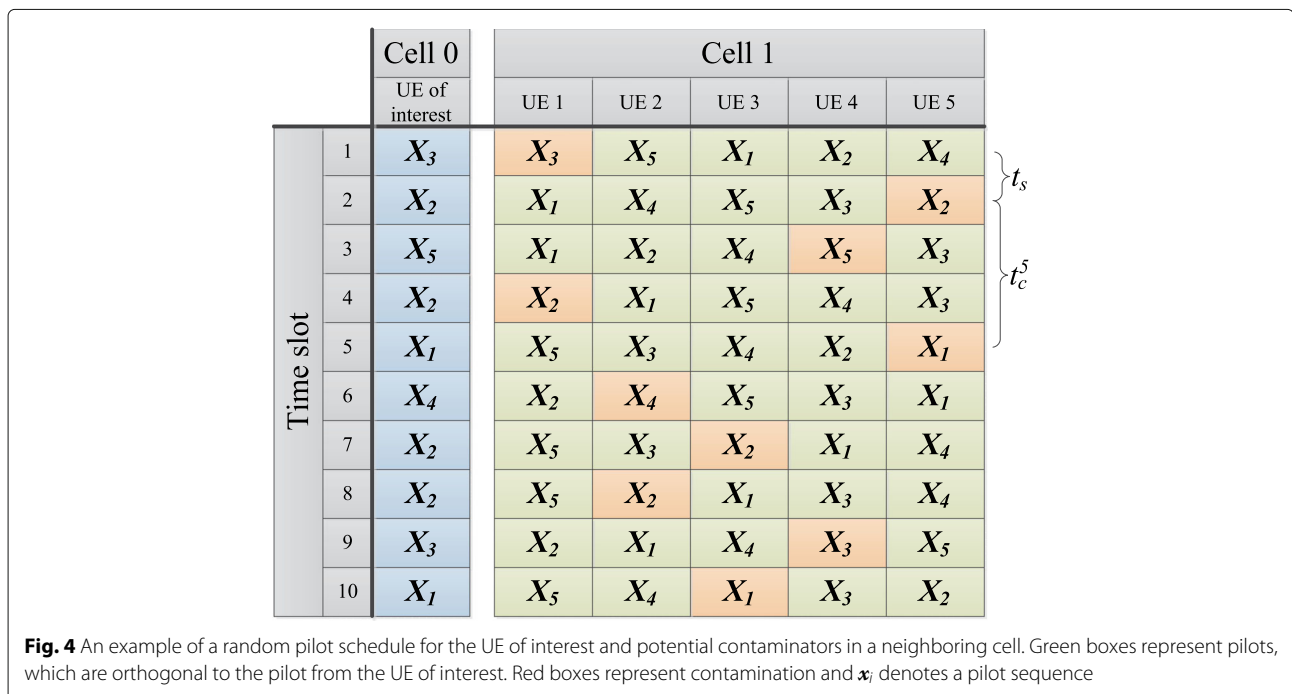 Cell 0 Cell 1
UE of interest UE 1 UE 2 UE 3 UE 4 UE 5
Time slot
1 X3 X3 X5 X1 X2 X4
ts
2 X2 X1 X4 X5 X3 X2
3 X5 X1 X2 X4 X5 X3
tc5
4 X2 X2 X1 X5 X4 X3
5 X1 X5 X3 X4 X2 X1
6 X4 X2 X4 X5 X3 X1
7 X2 X5 X3 X2 X1 X4
8 X2 X5 X2 X1 X3 X4
9 X3 X2 X1 X4 X3 X5
10 X1 X5 X4 X1 X3 X2
Fig. 4 An example of a random pilot schedule for the UE of interest and potential contaminators in a neighboring cell. Green boxes represent pilots,
which are orthogonal to the pilot from the UE of interest. Red boxes represent contamination and xi denotes a pilot sequence